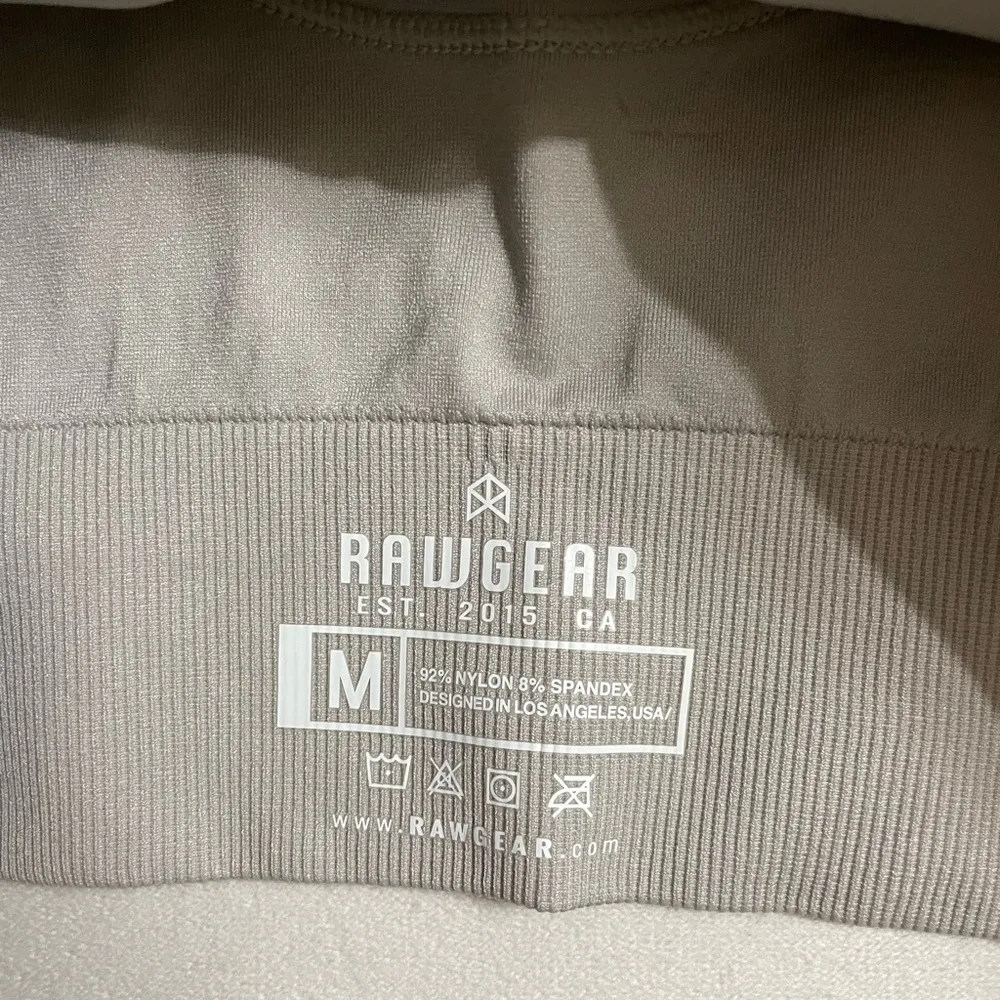 RAWGEAR
EST. 2015 CA
M
92% NYLON 8% SPANDEX
DESIGNED IN LOS ANGELES, USA/
www.RAWGEAR.com